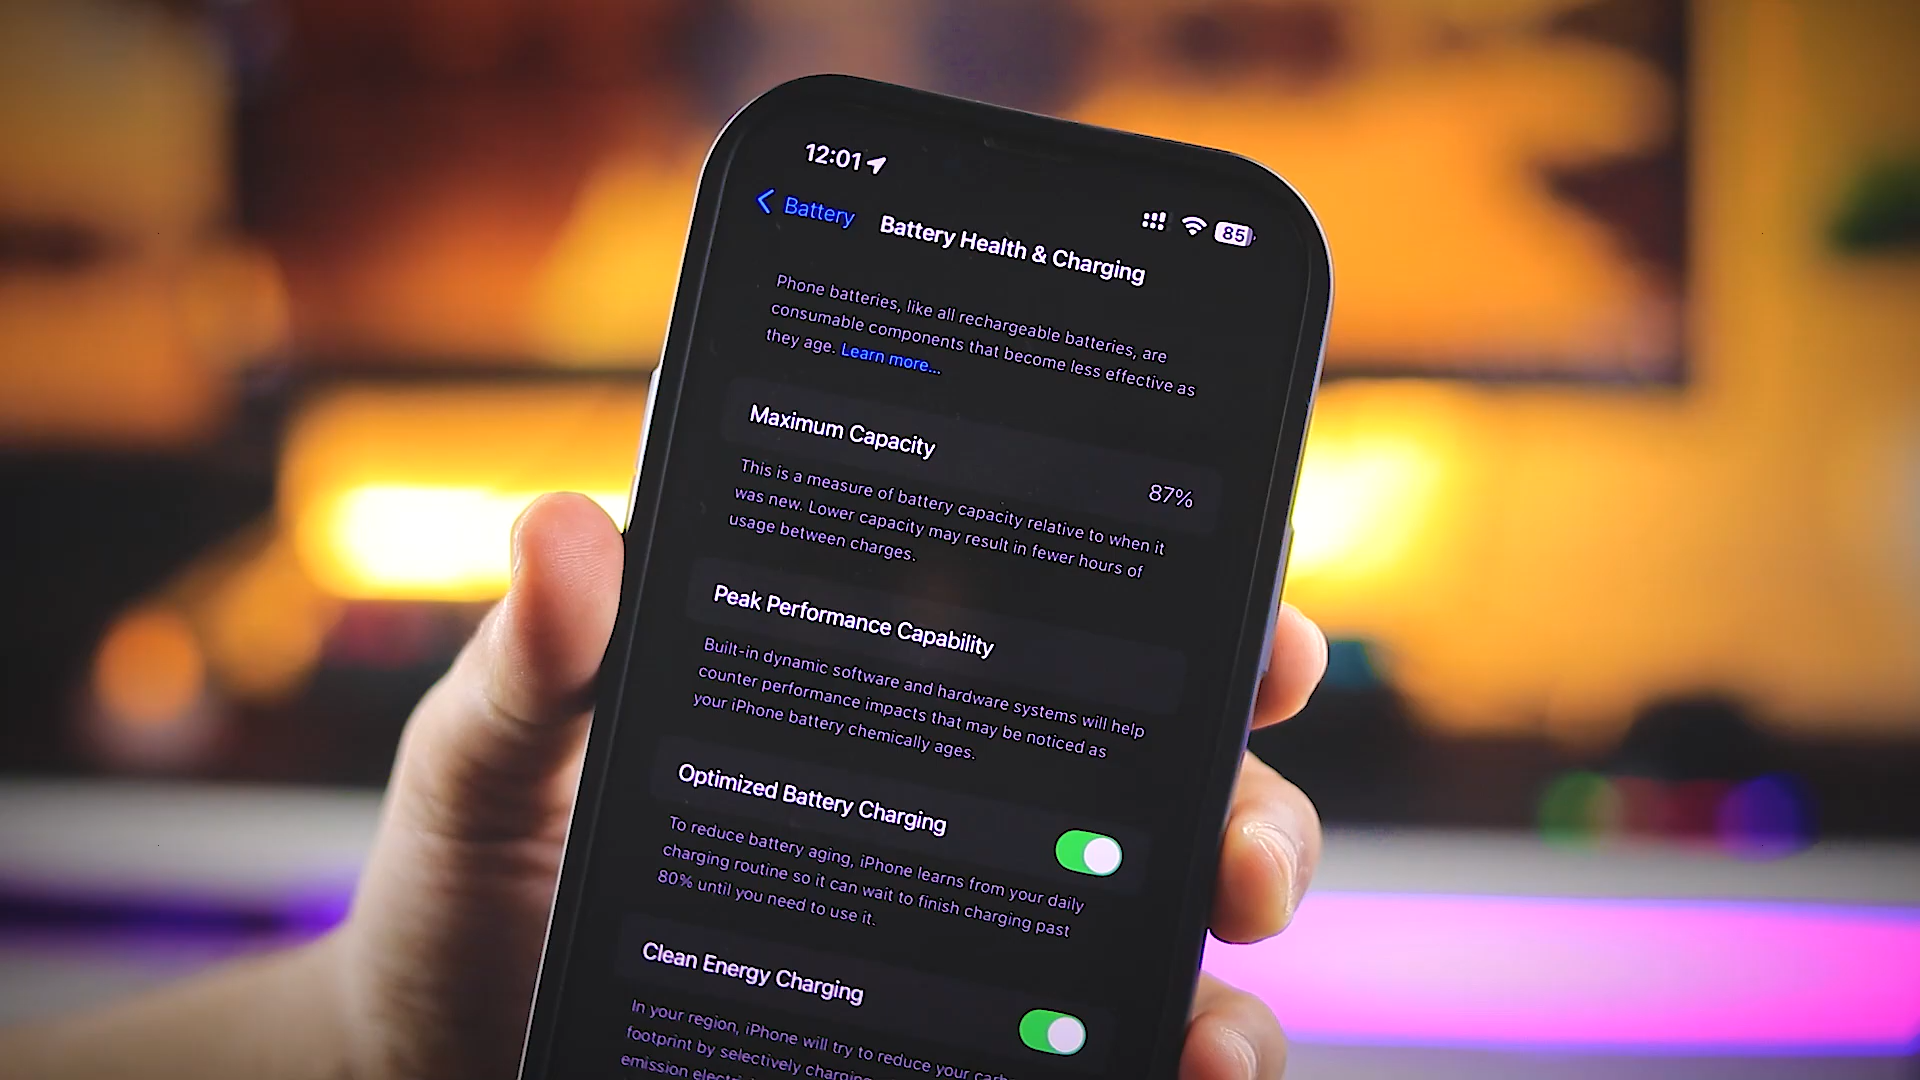 12:01
85
Battery
Battery Health & Charging
Phone batteries, like all rechargeable batteries, are
consumable components that become less effective as
they age. Learn more...
Maximum Capacity
87%
This is a measure of battery capacity relative to when it
was new. Lower capacity may result in fewer hours of
usage between charges.
Peak Performance Capability
Built-in dynamic software and hardware systems will help
counter performance impacts that may be noticed as
your iPhone battery chemically ages.
Optimized Battery Charging
To reduce battery aging, iPhone learns from your daily
charging routine so it can wait to finish charging past
80% until you need to use it.
Clean Energy Charging
In your region, iPhone will try to reduce your
footprint by selectively
emission